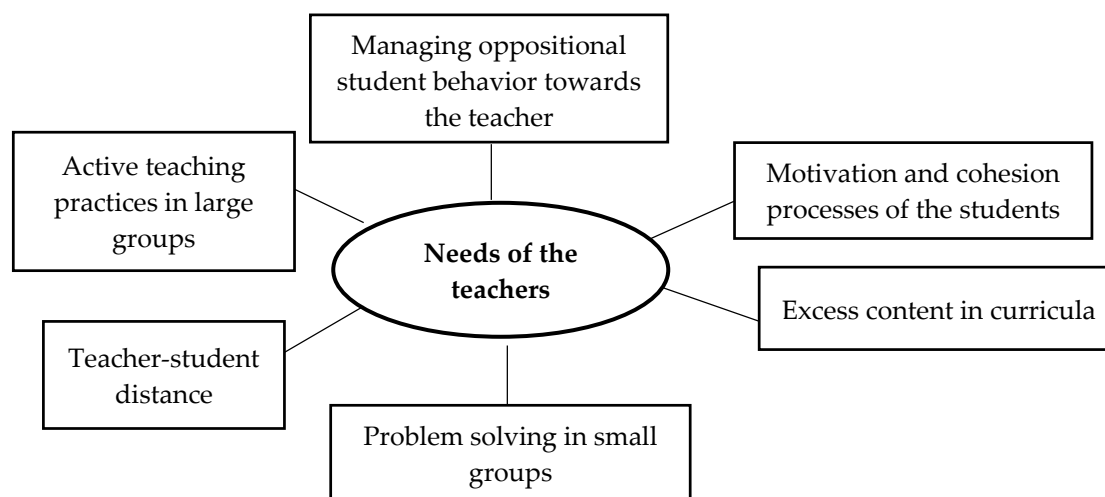 Managing oppositional
student behavior towards
the teacher
Active teaching
practices in large
groups
Motivation and cohesion
processes of the students
Needs of the
teachers
Excess content in curricula
Teacher-student
distance
Problem solving in small
groups